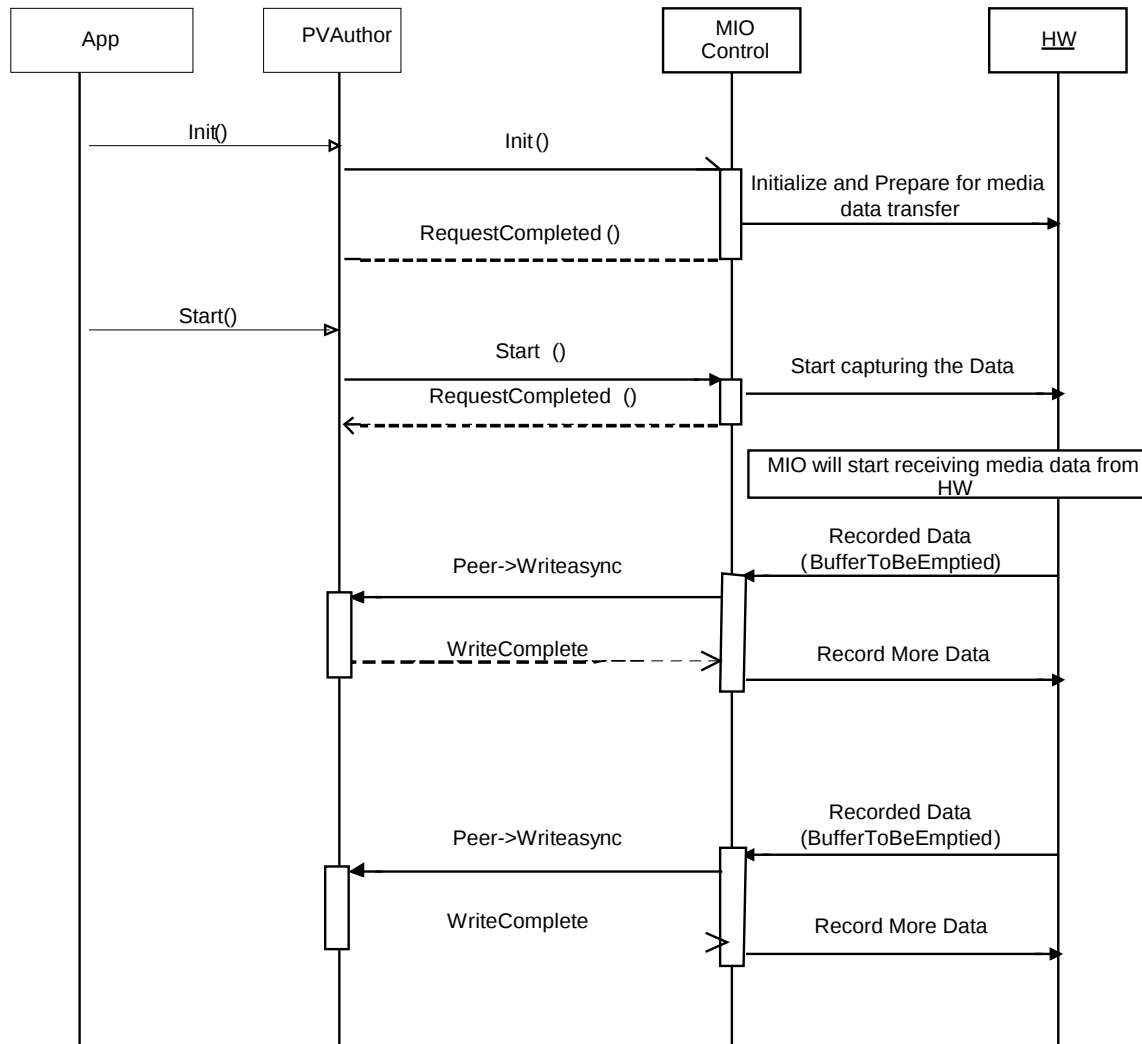 App
PVAuthor
MIO
Control
HW
Init()
Init()
Initialize and Prepare for media
data transfer
RequestCompleted ()
Start()
Start ()
Start capturing the Data
RequestCompleted ()
MIO will start receiving media data from
HW
Recorded Data
(BufferToBeEmptied)
Peer->Writeasync
WriteComplete
Record More Data
Recorded Data
(BufferToBeEmptied)
Peer->Writeasync
WriteComplete
Record More Data